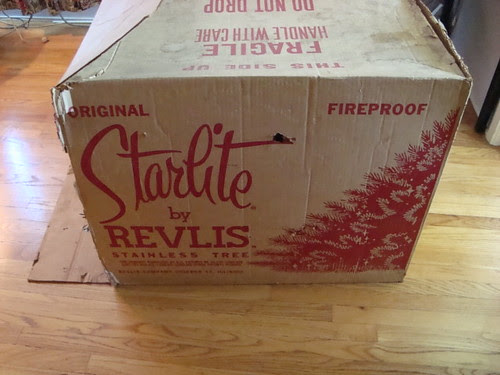 DO NOT DROP
HANDLE WITH CARE
FRAGILE
THIS SIDE UP
ORIGINAL
FIREPROOF
Starlite
by
REVLIS
STAINLESS TREE